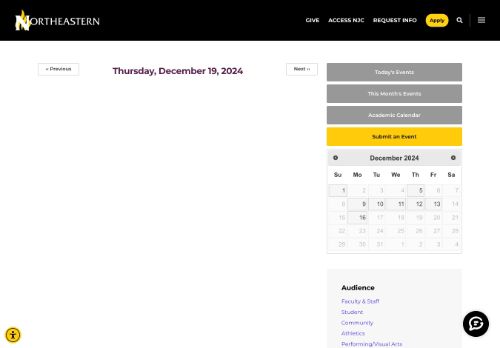 NORTHEASTERN
GIVE ACCESS NJC REQUEST INFO Apply
‹‹ Previous
Thursday, December 19, 2024
Next ››
Today's Events
This Month's Events
Academic Calendar
Submit an Event
December 2024
Su Mo Tu We Th Fr Sa
1 2 3 4 5 6 7
8 9 10 11 12 13 14
15 16 17 18 19 20 21
22 23 24 25 26 27 28
29 30 31 1 2 3 4
Audience
Faculty & Staff
Student
Community
Athletics
Performing/Visual Arts